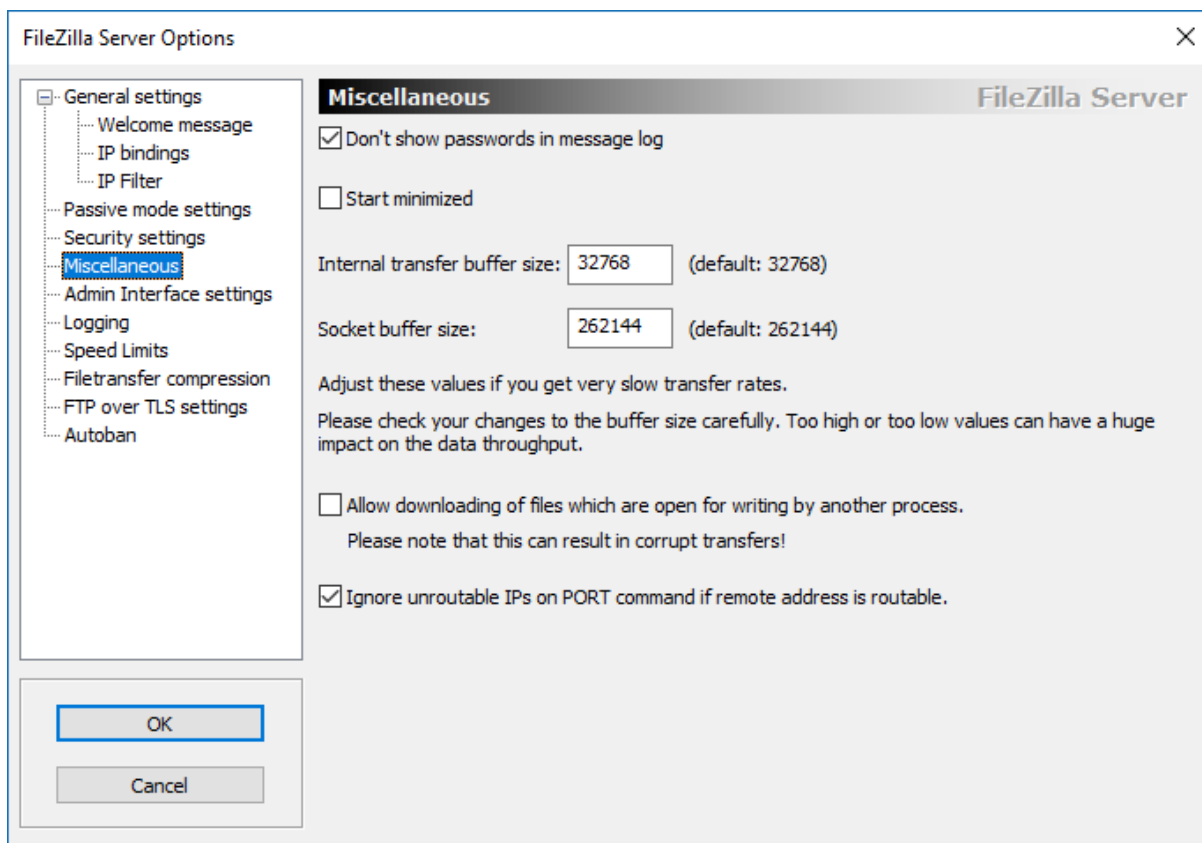 FileZilla Server Options
General settings
Welcome message
IP bindings
IP Filter
Passive mode settings
Security settings
Miscellaneous
Admin Interface settings
Logging
Speed Limits
Filetransfer compression
FTP over TLS settings
Autoban
OK
Cancel
Miscellaneous FileZilla Server
Don't show passwords in message log
Start minimized
Internal transfer buffer size: 32768 (default: 32768)
Socket buffer size: 262144 (default: 262144)
Adjust these values if you get very slow transfer rates.
Please check your changes to the buffer size carefully. Too high or too low values can have a huge
impact on the data throughput.
Allow downloading of files which are open for writing by another process.
Please note that this can result in corrupt transfers!
Ignore unroutable IPs on PORT command if remote address is routable.